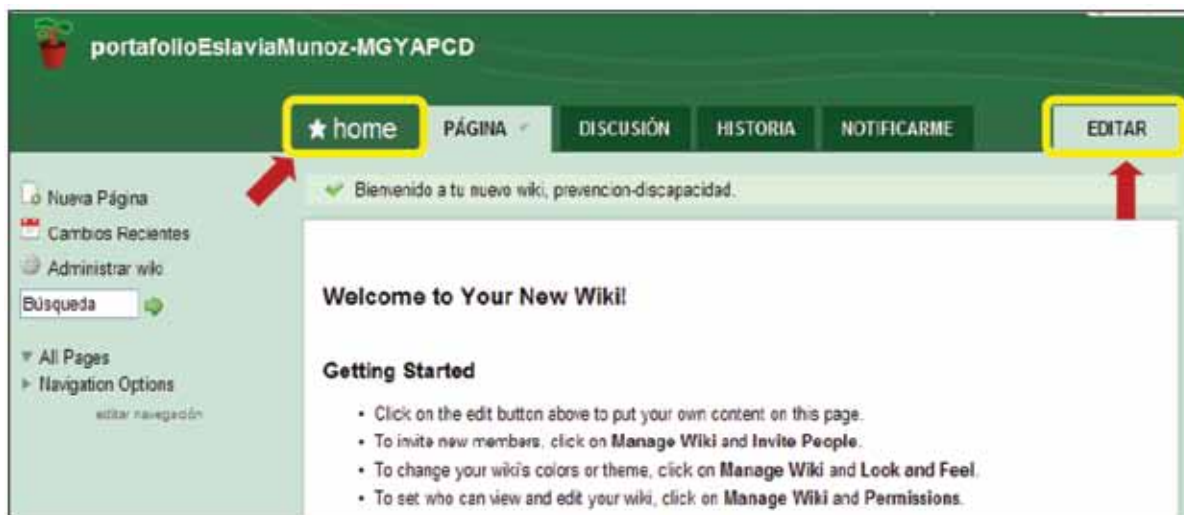 portafolioEslaviaMunoz-MGYAPCD
home PÁGINA DISCUSIÓN HISTORIA NOTIFICARME EDITAR
Nueva Página
Cambios Recientes
Administrar wiki
Búsqueda
All Pages
Navigation Options
editar navegación
Bienvenido a tu nuevo wiki, prevencion-discapacidad.
Welcome to Your New Wiki!
Getting Started
• Click on the edit button above to put your own content on this page.
• To invite new members, click on Manage Wiki and Invite People.
• To change your wiki's colors or theme, click on Manage Wiki and Look and Feel.
• To set who can view and edit your wiki, click on Manage Wiki and Permissions.